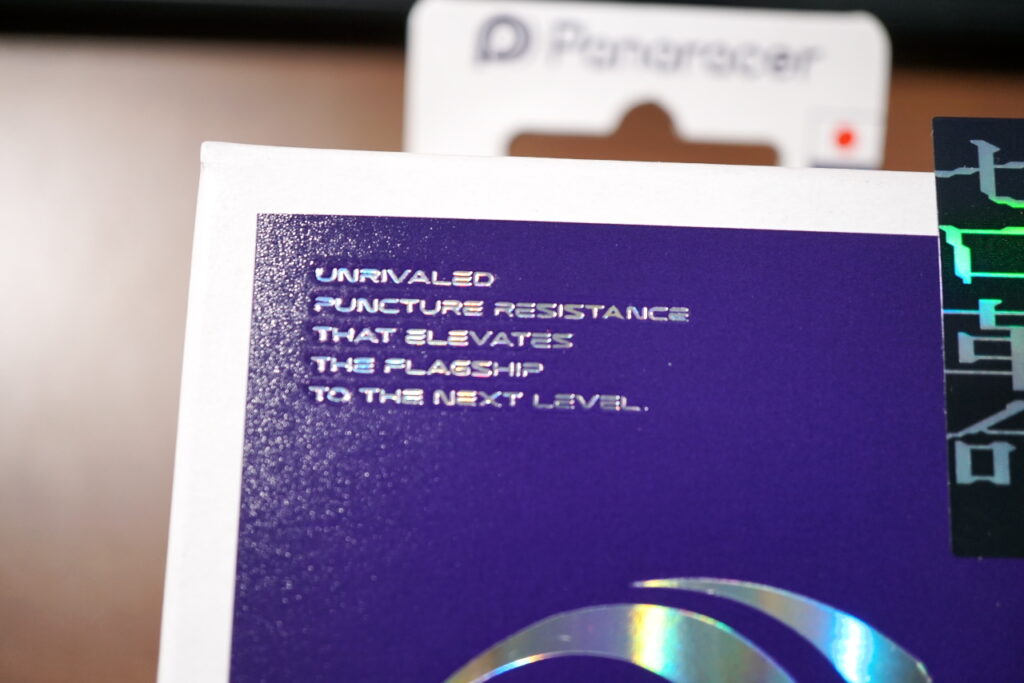 Panaracer
UNRIVALED
PUNCTURE RESISTANCE
THAT ELEVATES
THE FLAGSHIP
TO THE NEXT LEVEL.